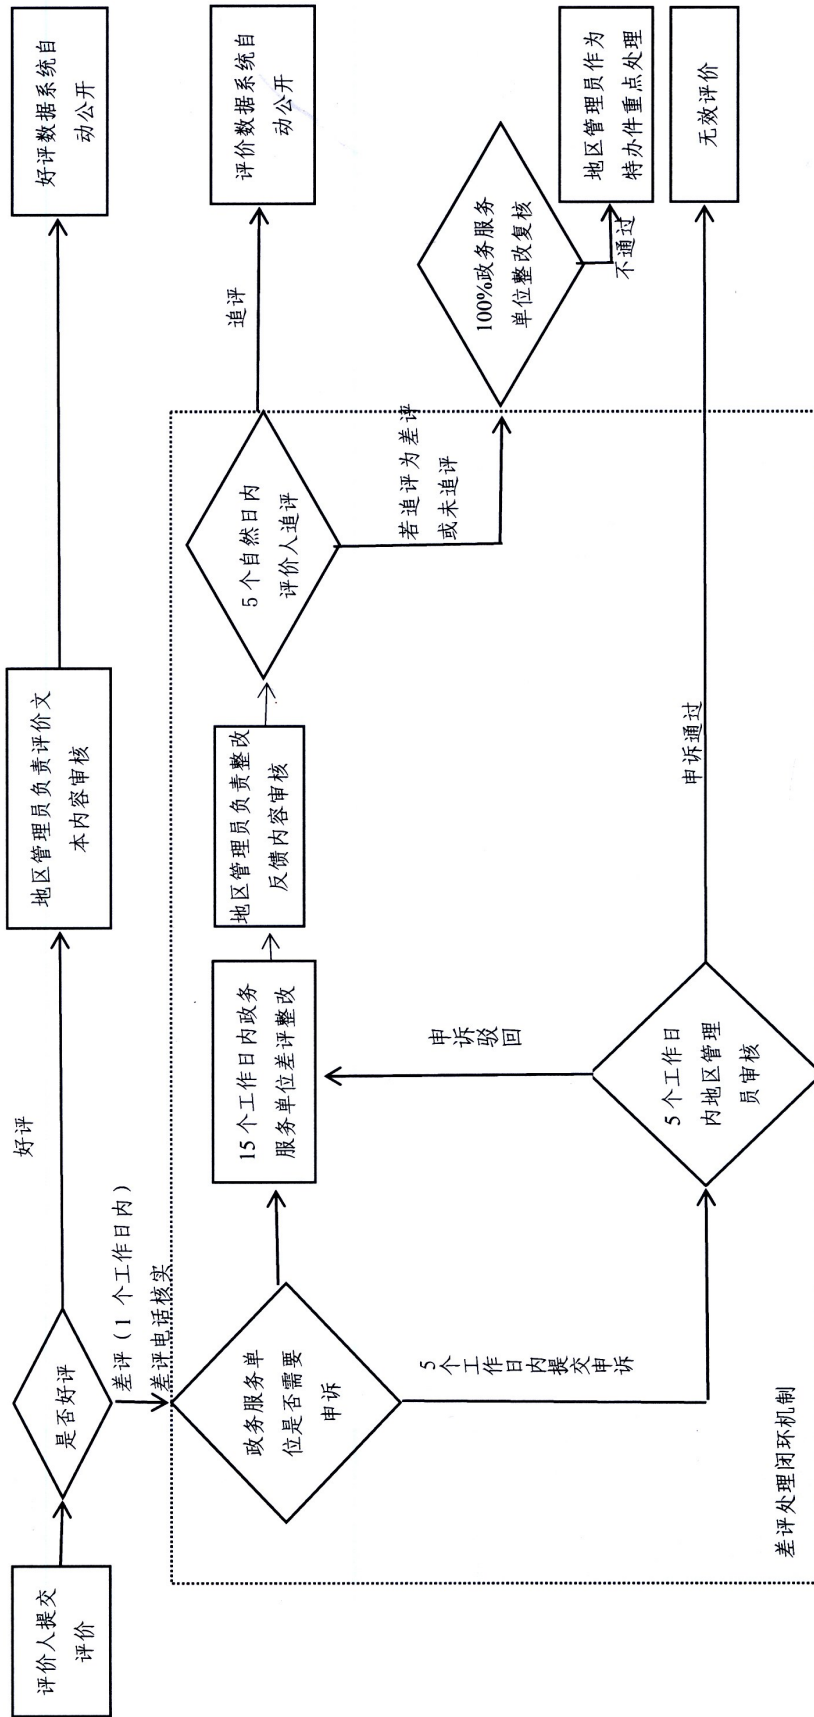 评价人提交
评价
是否好评
好评
地区管理员负责评价文
本内容审核
好评数据系统自
动公开
差评（1 个工作日内）
差评电话核实
政务服务单
位是否需要
申诉
15 个工作日内政务
服务单位差评整改
地区管理员负责整改
反馈内容审核
5 个自然日内
评价人追评
追评
评价数据系统自
动公开
若追评为差评
或未追评
100%政务服务
单位整改复核
不通过
地区管理员作为
特办件重点处理
5 个工作日内提交申诉
申诉
驳回
5 个工作日
内地区管理
员审核
申诉通过
无效评价
差评处理闭环机制